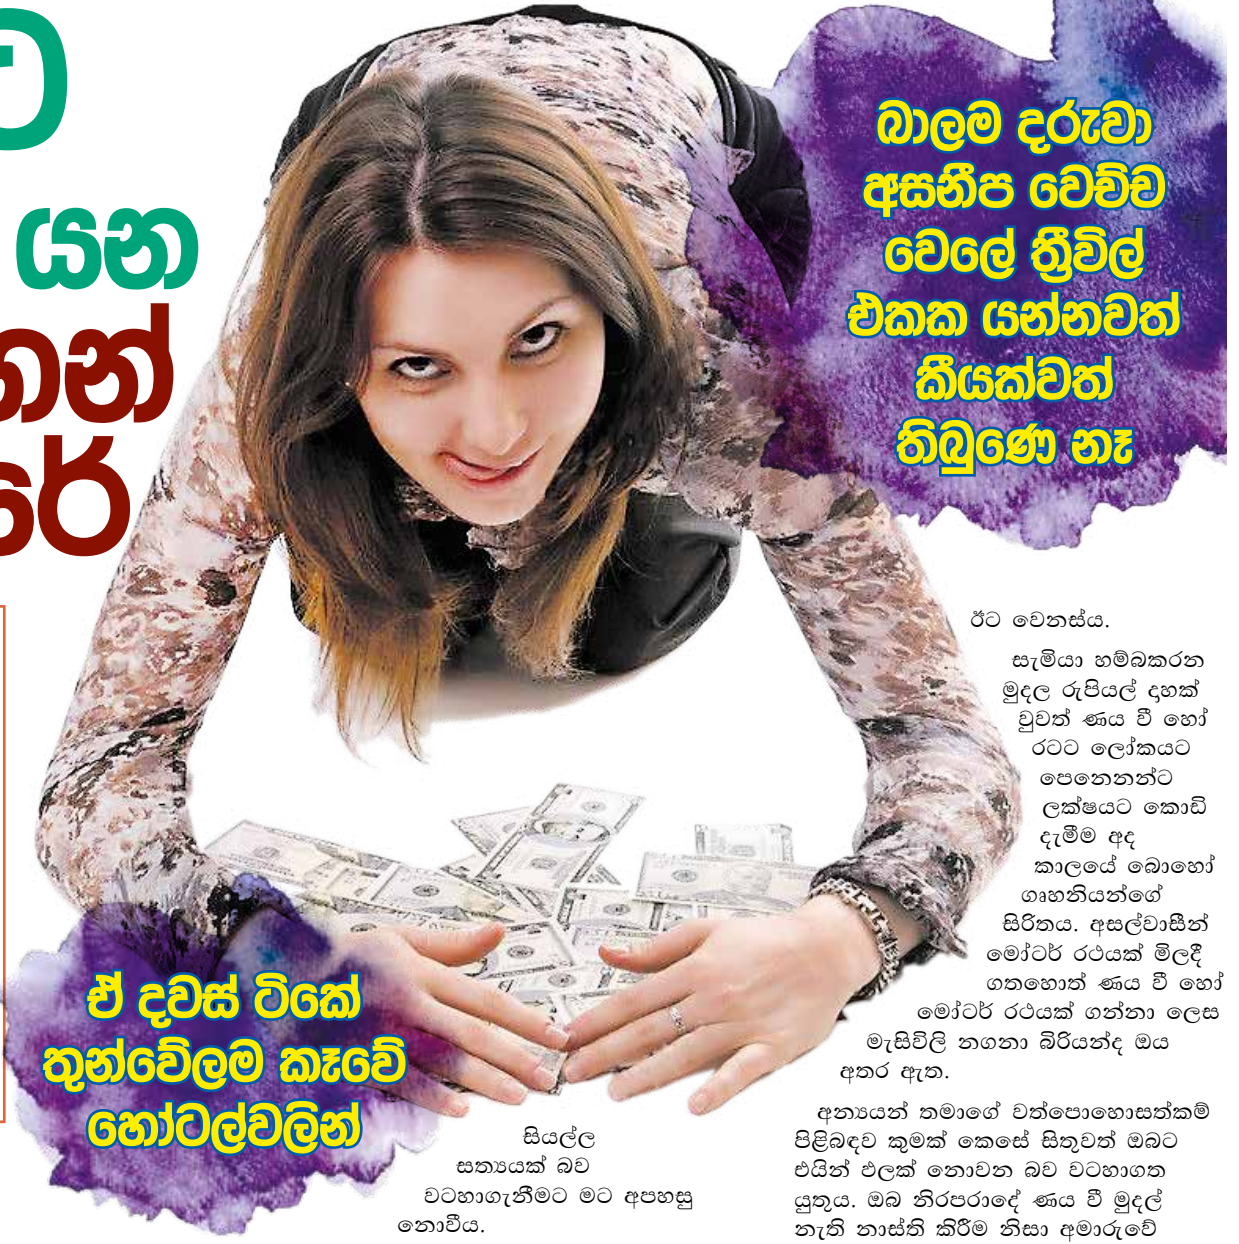 ට
යන
ගන්
රේ
බාලම දරුවා
අසනීප වෙච්ච
වෙලේ ත්‍රීවිල්
එකක යන්නවත්
කීයක්වත්
තිබුණෙ නෑ
ඒ දවස් ටිකේ
තුන්වේලම කෑවේ
හෝටල්වලින්
සියල්ල
සත්‍යයක් බව
වටහාගැනීමට මට අපහසු
නොවීය.
ඊට වෙනස්ය.
සැමියා හම්බකරන
මුදල රුපියල් දාහක්
වුවත් ණය වී හෝ
රටට ලෝකයට
පෙනෙනන්ට
ලක්ෂයට කොඩි
දැමීම අද
කාලයේ බොහෝ
ගෘහනියන්ගේ
සිරිතය. අසල්වාසීන්
මෝටර් රථයක් මිලදී
ගතහොත් ණය වී හෝ
මෝටර් රථයක් ගන්නා ලෙස
මැසිවිලි නගනා බිරියන්ද ඔය
අතර ඇත.
අන්‍යයන් තමාගේ වත්පොහොසත්කම්
පිළිබඳව කුමක් කෙසේ සිතුවත් ඔබට
එයින් ඵලක් නොවන බව වටහාගත
යුතුය. ඔබ නිරපරාදේ ණය වී මුදල්
නැති නාස්ති කිරීම නිසා අමාරුවේ